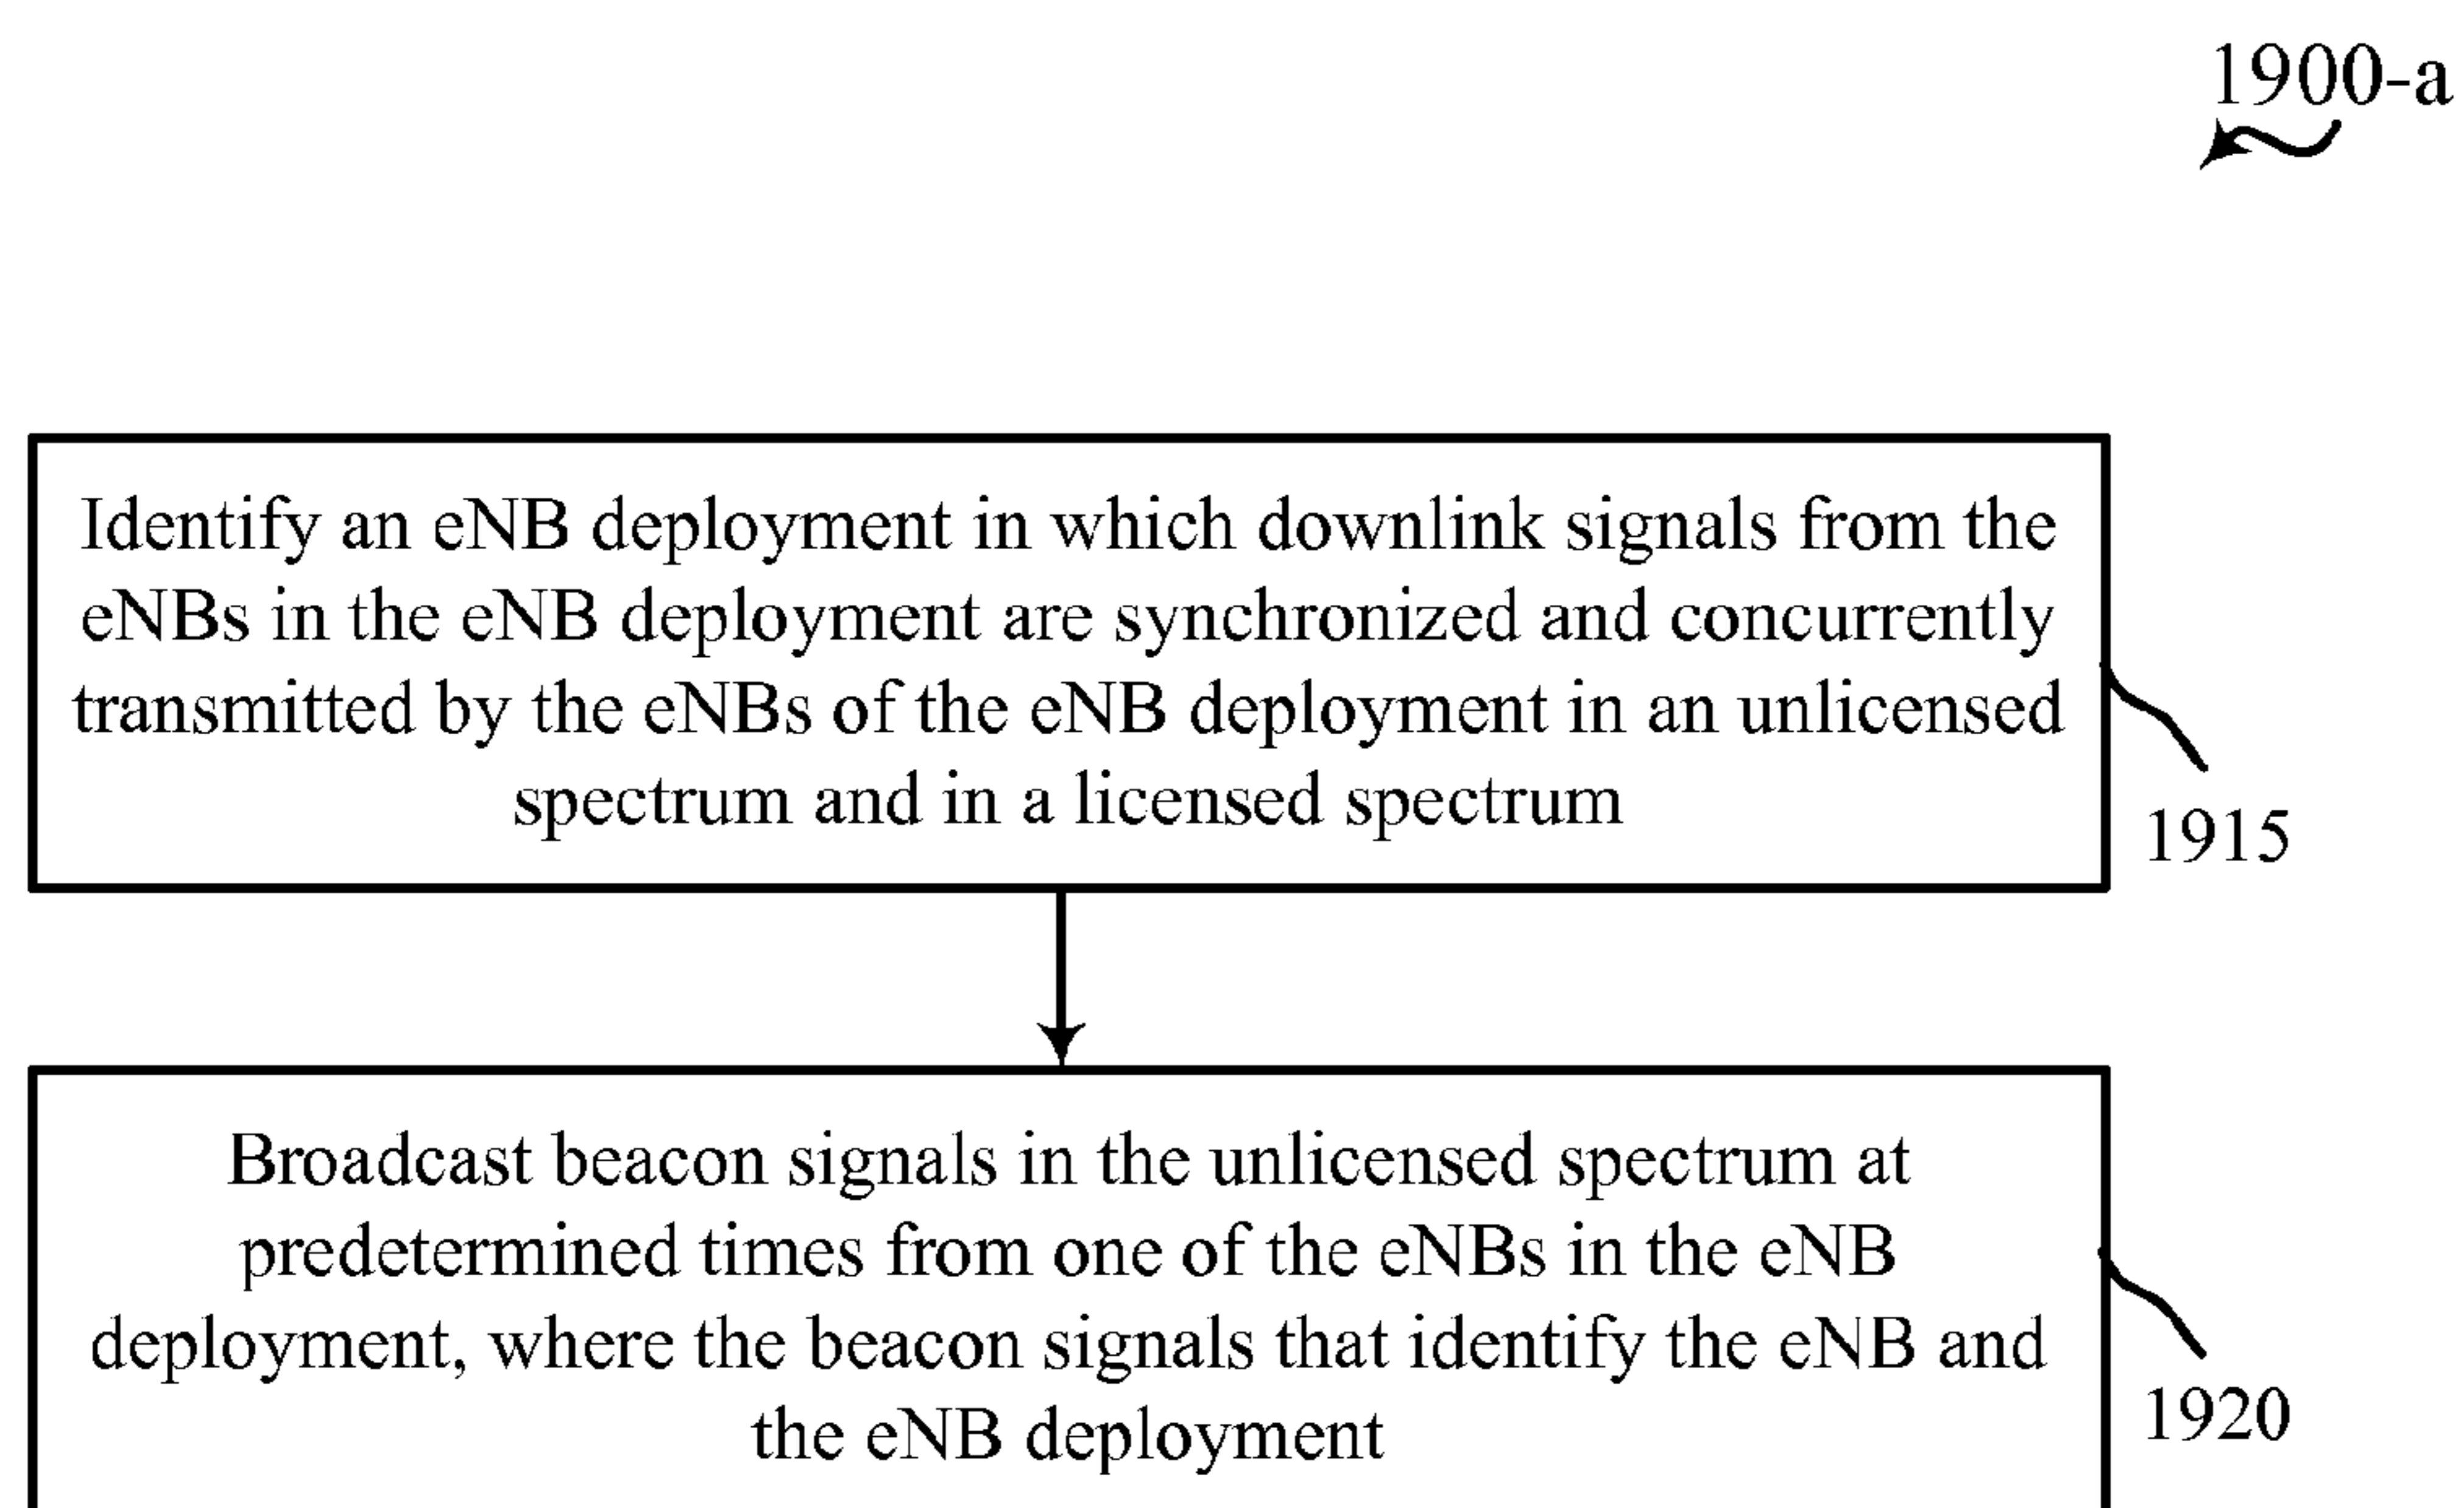 1900-a
Identify an eNB deployment in which downlink signals from the
eNBs in the eNB deployment are synchronized and concurrently
transmitted by the eNBs of the eNB deployment in an unlicensed
spectrum and in a licensed spectrum
1915
Broadcast beacon signals in the unlicensed spectrum at
predetermined times from one of the eNBs in the eNB
deployment, where the beacon signals that identify the eNB and
the eNB deployment
1920